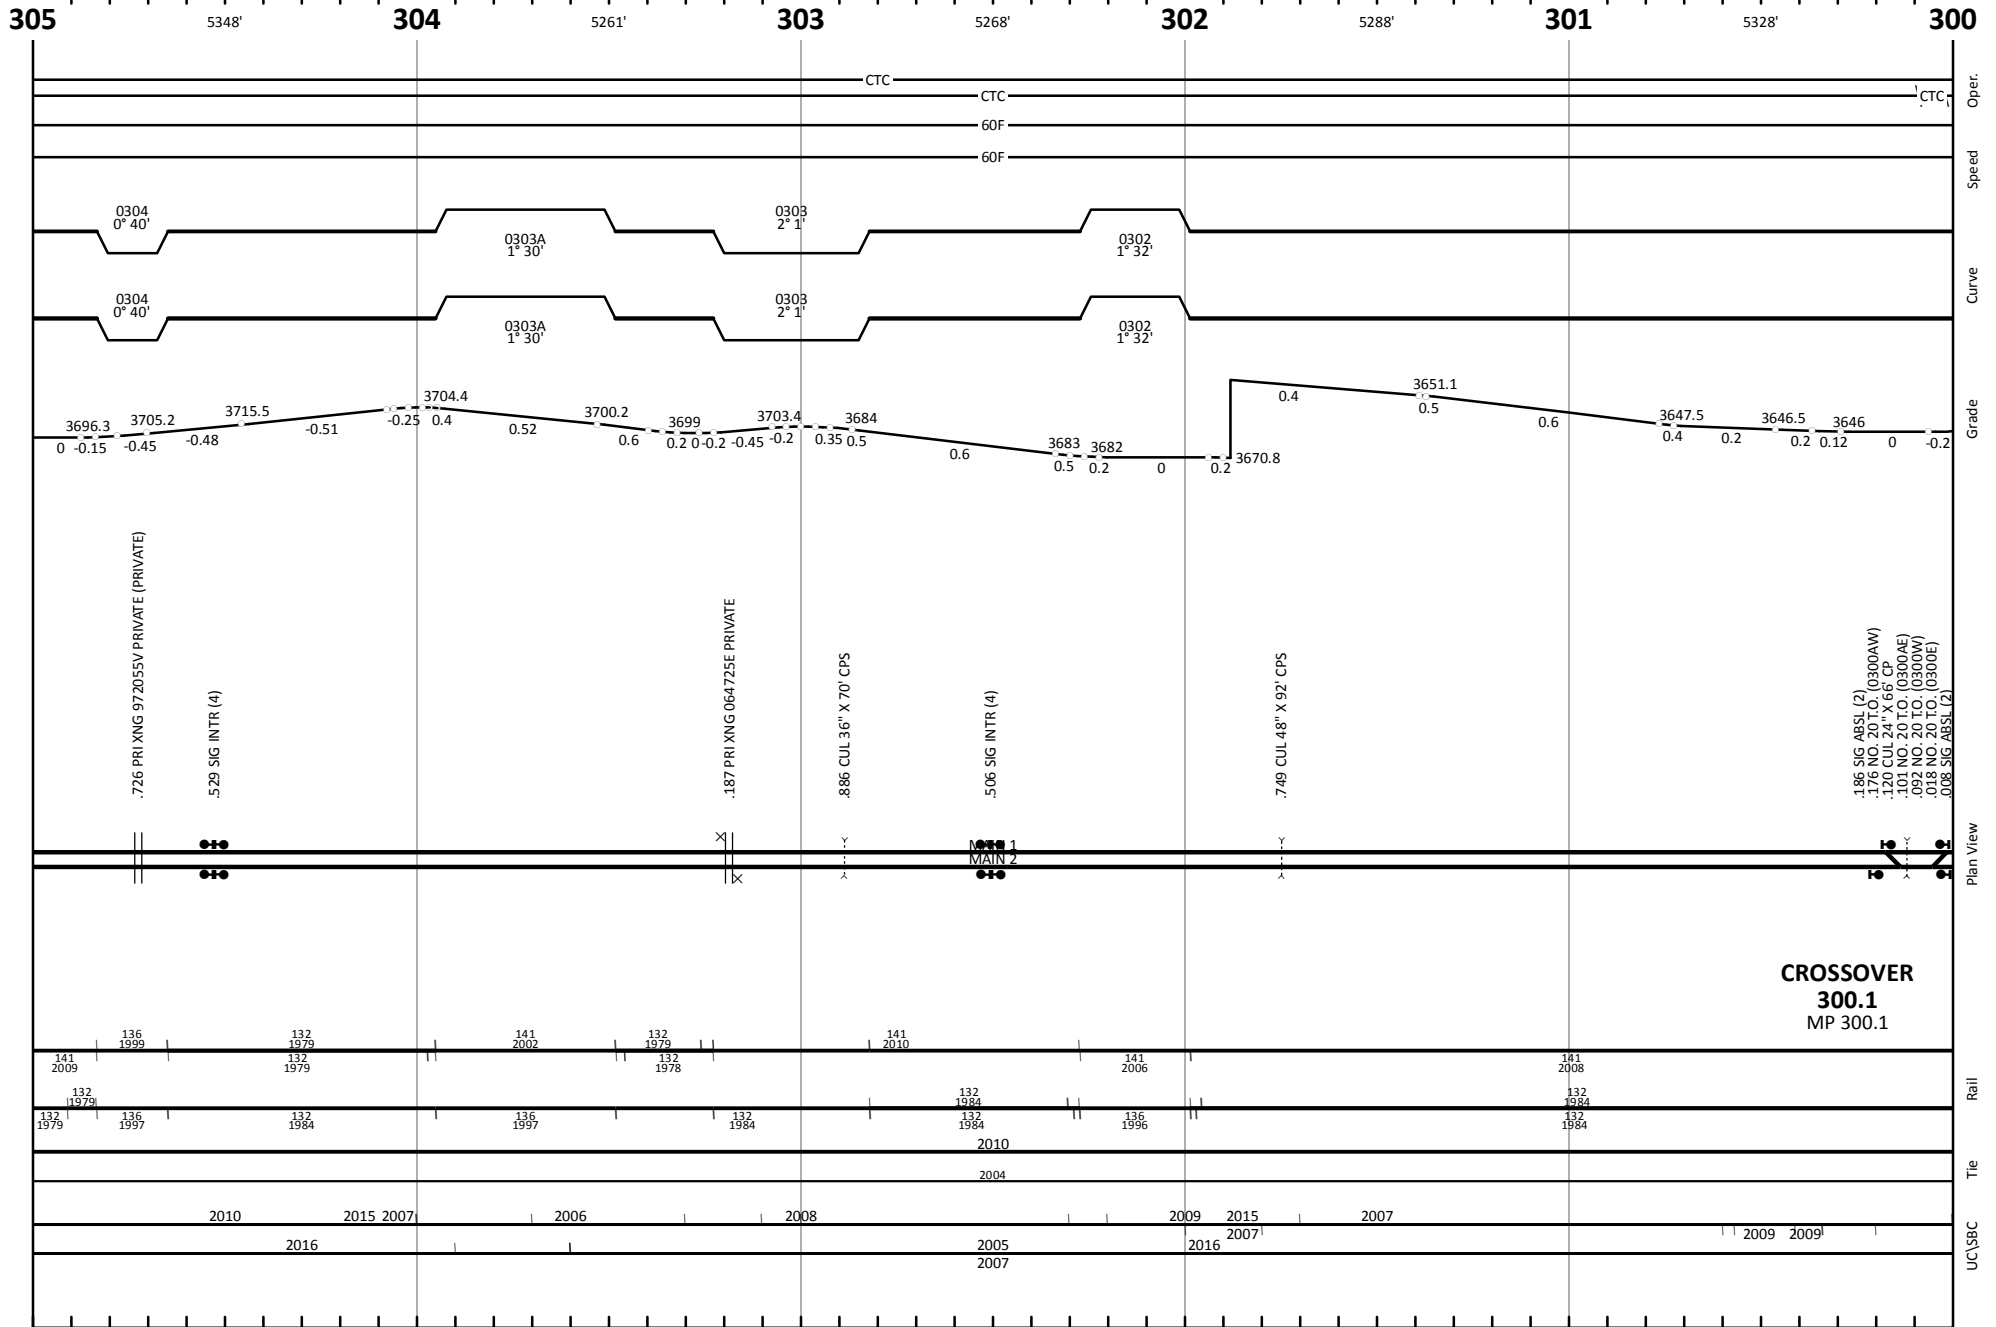 305 5348' 304 5261' 303 5268' 302 5288' 301 5328' 300
CTC
CTC
CTC
Oper.
60F
60F
Speed
0304
0° 40'
0303A
1° 30'
0303
2° 1'
0302
1° 32'
0304
0° 40'
0303A
1° 30'
0303
2° 1'
0302
1° 32'
Curve
3696.3 3705.2 3715.5 3704.4 3700.2 3699 3703.4 3684 3683 3682 3670.8 3651.1 3647.5 3646.5 3646
0 -0.15 -0.45 -0.48 -0.51 -0.25 0.4 0.52 0.6 0.2 0 -0.2 -0.45 -0.2 0.35 0.5 0.6 0.5 0.2 0 0.2 0.4 0.5 0.6 0.4 0.2 0.2 0.12 0 -0.2
Grade
.726 PRI XNG 972055V PRIVATE (PRIVATE)
.529 SIG INTR (4)
.187 PRI XNG 064725E PRIVATE
.886 CUL 36" X 70' CPS
.506 SIG INTR (4)
.749 CUL 48" X 92' CPS
.186 SIG ABSL (2)
.176 NO. 20 T.O. (0300AW)
.120 CUL 24" X 66' CP
.101 NO. 20 T.O. (0300AE)
.092 NO. 20 T.O. (0300W)
.018 NO. 20 T.O. (0300E)
.008 SIG ABSL (2)
MAIN 1
MAIN 2
Plan View
CROSSOVER
300.1
MP 300.1
136 132 141 132 141
1999 1979 2002 1979 2010
141 132 132 141 141
2009 1979 1978 2006 2008
132 132 132
1979 1984 1984
132 136 132 136 132 132 136 132
1979 1997 1984 1997 1984 1984 1996 1984
Rail
2010
2004
Tie
2010 2015 2007 2006 2008 2009 2015 2007
2007 2009 2009
2016 2005 2016
2007
UC\SBC